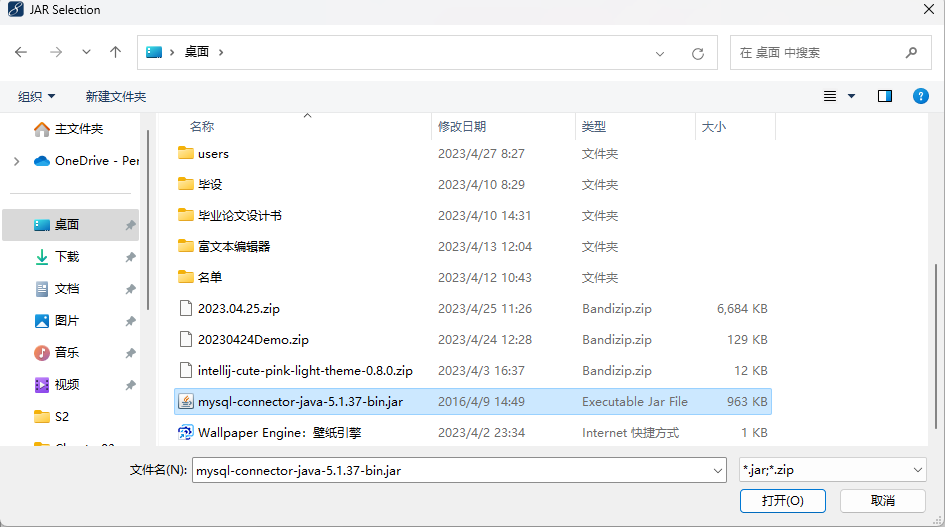 JAR Selection
桌面
在 桌面 中搜索
组织 新建文件夹
名称 修改日期 类型 大小
主文件夹
OneDrive - Per
桌面
下载
文档
图片
音乐
视频
S2
users 2023/4/27 8:27 文件夹
毕设 2023/4/10 8:29 文件夹
毕业论文设计书 2023/4/10 14:31 文件夹
富文本编辑器 2023/4/13 12:04 文件夹
名单 2023/4/12 10:43 文件夹
2023.04.25.zip 2023/4/25 11:26 Bandizip.zip 6,684 KB
20230424Demo.zip 2023/4/24 12:28 Bandizip.zip 129 KB
intellij-cute-pink-light-theme-0.8.0.zip 2023/4/3 16:37 Bandizip.zip 12 KB
mysql-connector-java-5.1.37-bin.jar 2016/4/9 14:49 Executable Jar File 963 KB
Wallpaper Engine：壁纸引擎 2023/4/2 23:34 Internet 快捷方式 1 KB
文件名(N): mysql-connector-java-5.1.37-bin.jar *.jar;*.zip
打开(O) 取消